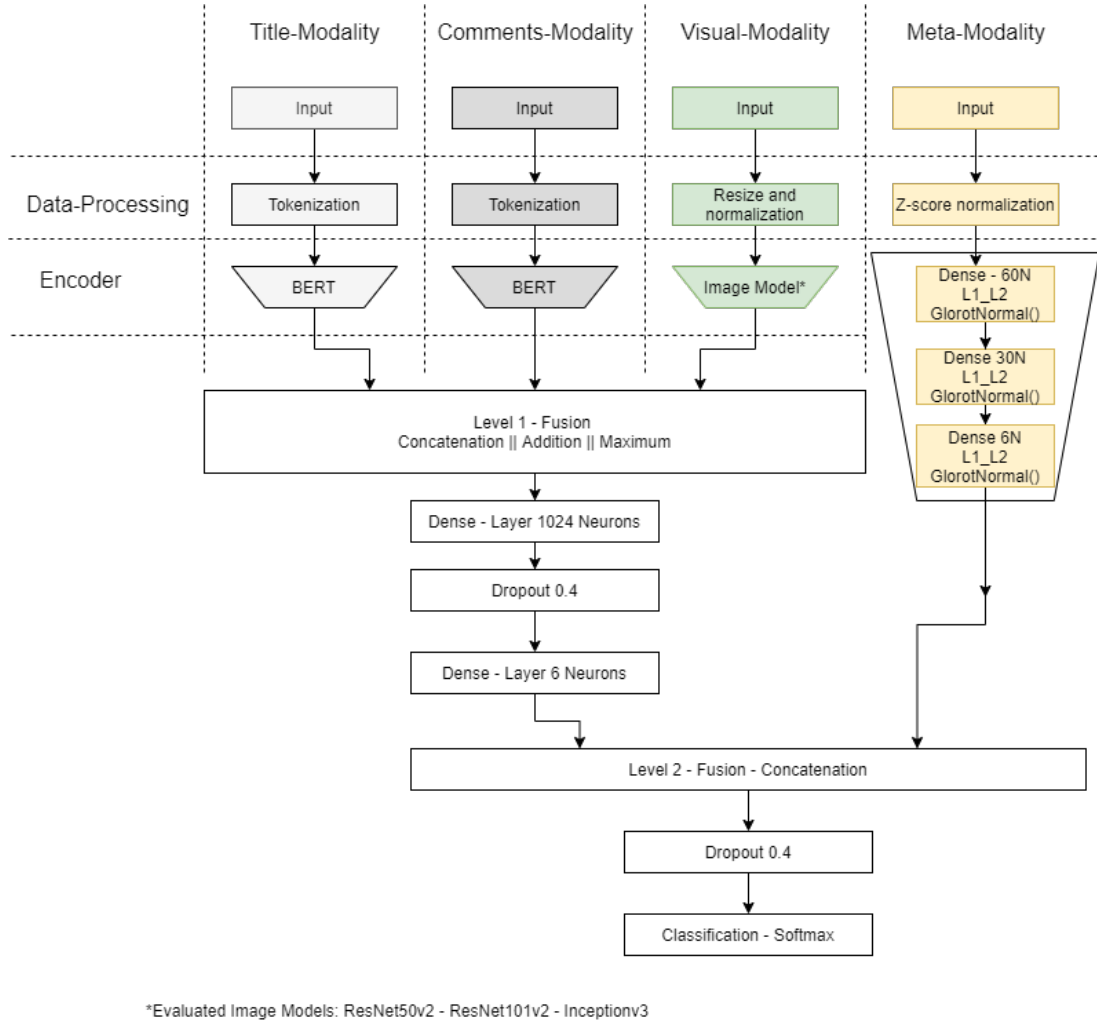 Title-Modality
Comments-Modality
Visual-Modality
Meta-Modality
Input
Input
Input
Input
Data-Processing
Tokenization
Tokenization
Resize and
normalization
Z-score normalization
Encoder
BERT
BERT
Image Model*
Dense - 60N
L1_L2
GlorotNormal()
Dense 30N
L1_L2
GlorotNormal()
Dense 6N
L1_L2
GlorotNormal()
Level 1 - Fusion
Concatenation || Addition || Maximum
Dense - Layer 1024 Neurons
Dropout 0.4
Dense - Layer 6 Neurons
Level 2 - Fusion - Concatenation
Dropout 0.4
Classification - Softmax
*Evaluated Image Models: ResNet50v2 - ResNet101v2 - Inceptionv3